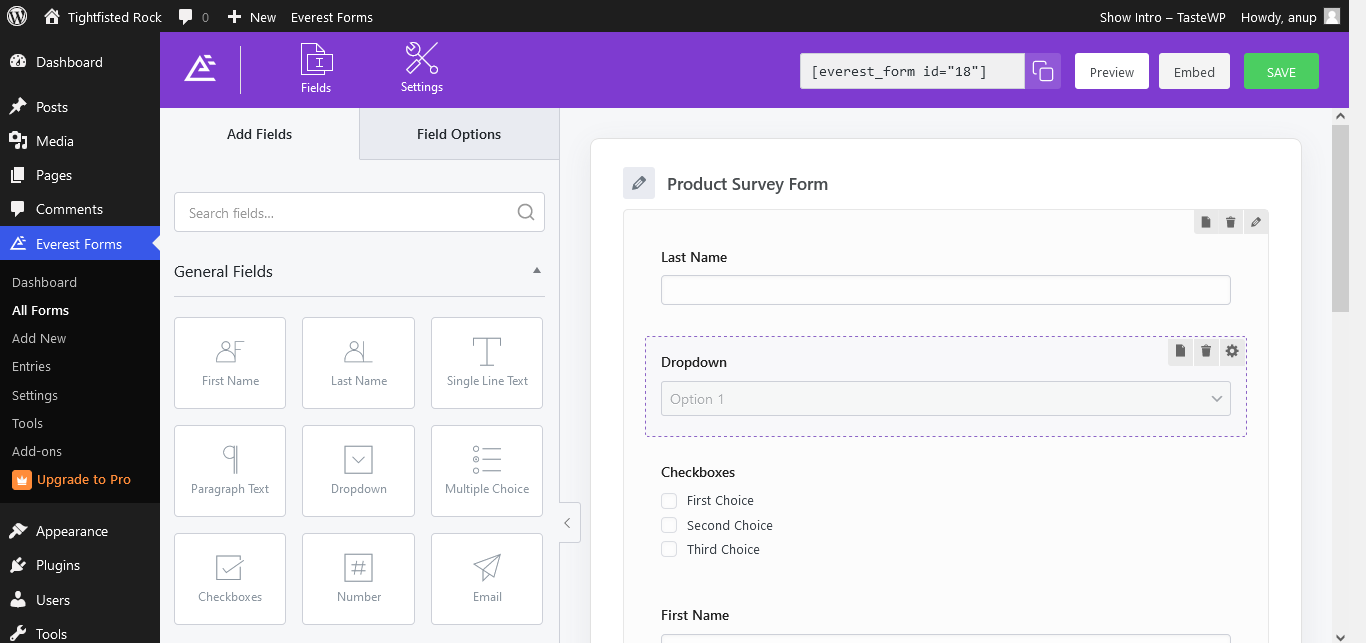 Tightfisted Rock
0
New
Everest Forms
Show Intro – TasteWP
Howdy, anup
Dashboard
Posts
Media
Pages
Comments
Everest Forms
Dashboard
All Forms
Add New
Entries
Settings
Tools
Add-ons
Upgrade to Pro
Appearance
Plugins
Users
Tools
Fields
Settings
[everest_form id="18"]
Preview
Embed
SAVE
Add Fields
Field Options
Search fields...
General Fields
First Name
Last Name
Single Line Text
Paragraph Text
Dropdown
Multiple Choice
Checkboxes
Number
Email
Product Survey Form
Last Name
Dropdown
Option 1
Checkboxes
First Choice
Second Choice
Third Choice
First Name